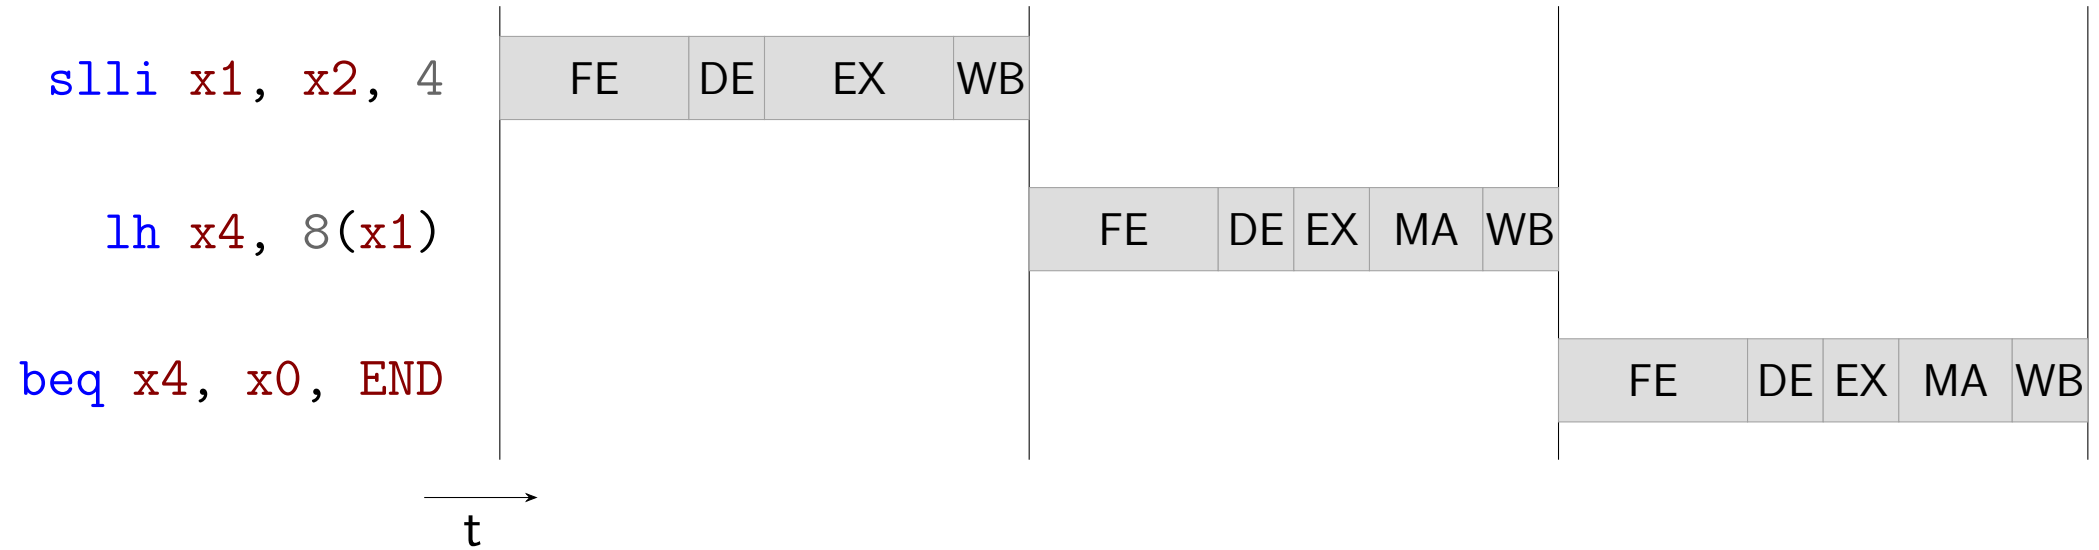 slli x1, x2, 4 FE DE EX WB
lh x4, 8(x1) FE DE EX MA WB
beq x4, x0, END FE DE EX MA WB
t